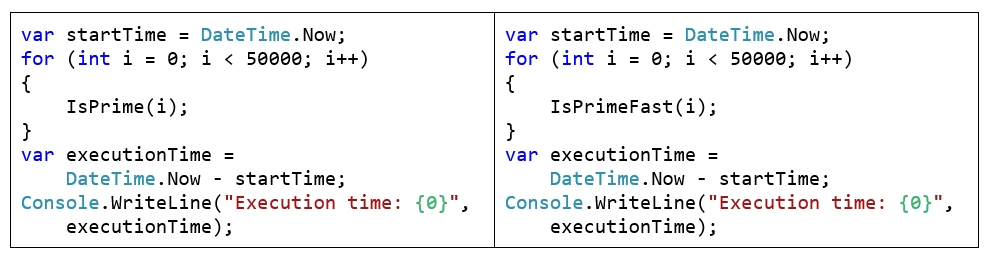 var startTime = DateTime.Now;
for (int i = 0; i < 50000; i++)
{
    IsPrime(i);
}
var executionTime =
    DateTime.Now - startTime;
Console.WriteLine("Execution time: {0}",
    executionTime);
var startTime = DateTime.Now;
for (int i = 0; i < 50000; i++)
{
    IsPrimeFast(i);
}
var executionTime =
    DateTime.Now - startTime;
Console.WriteLine("Execution time: {0}",
    executionTime);